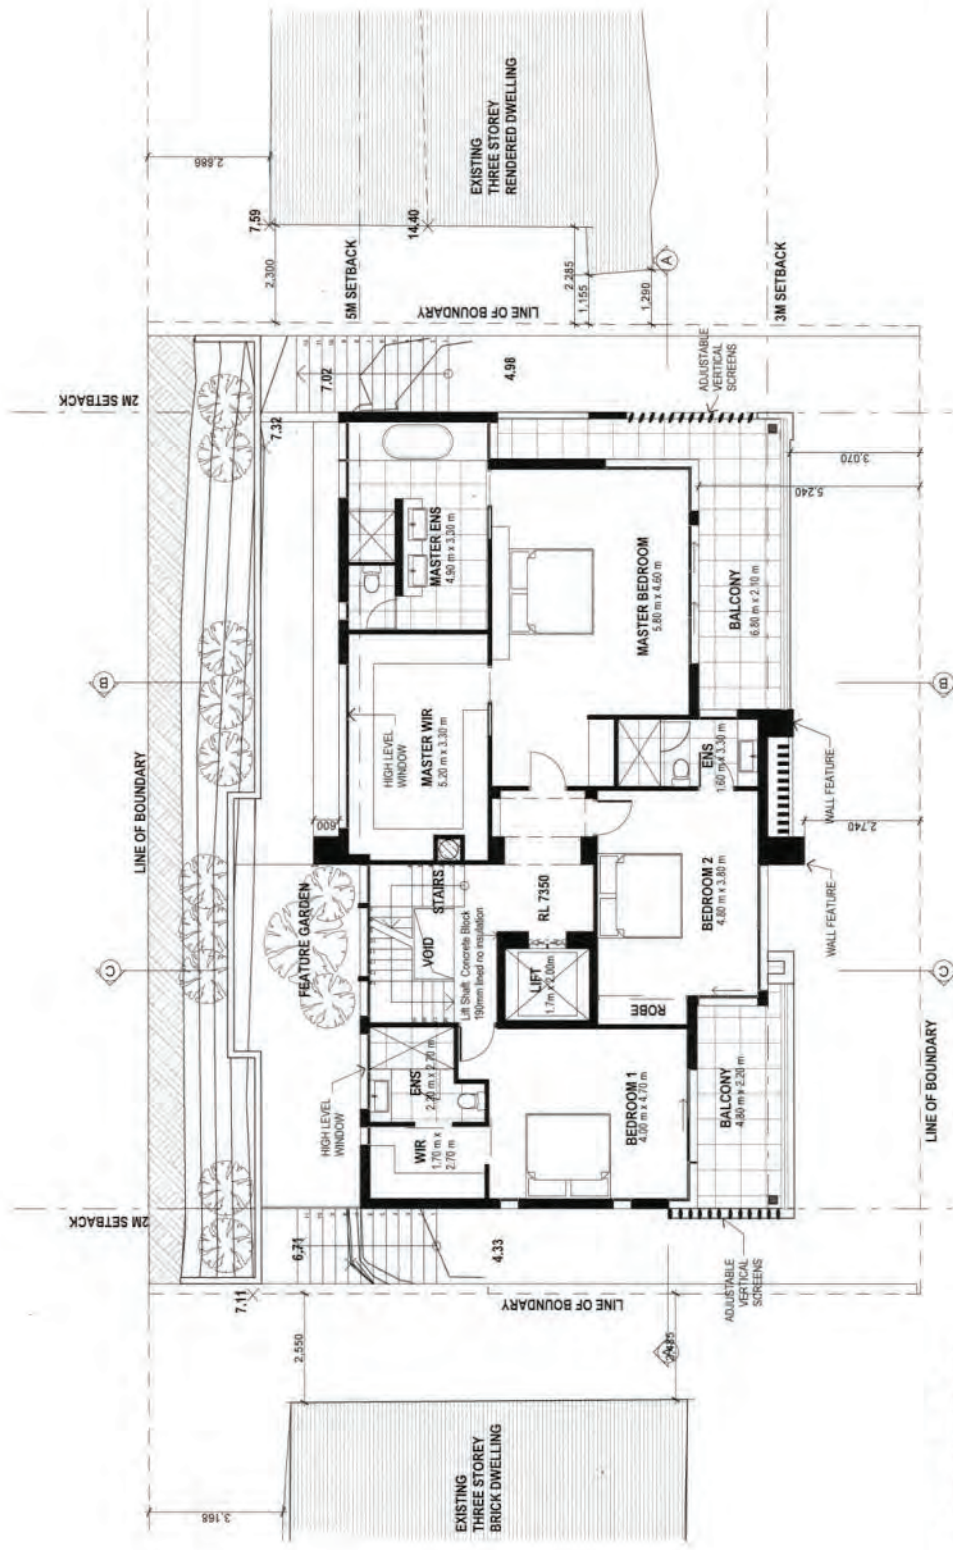 LINE OF BOUNDARY
3,168
2M SETBACK
7.11
2,550
6.71
HIGH LEVEL
WINDOW
FEATURE GARDEN
C
B
600
7.32
2M SETBACK
7.02
2,300
7.59
2,686
5M SETBACK
14.40
WIR
1.70 m x
2.70 m
ENS
2.20 m x 2.70 m
VOID
STAIRS
Lift Shaft. Concrete Block
190mm lined no insulation
HIGH LEVEL
WINDOW
MASTER WIR
5.20 m x 3.30 m
MASTER ENS
4.90 m x 3.30 m
4.33
4.98
LINE OF BOUNDARY
LINE OF BOUNDARY
EXISTING
THREE STOREY
BRICK DWELLING
EXISTING
THREE STOREY
RENDERED DWELLING
LIFT
1.7m x 2.00m
RL 7350
2,285
1,155
1,290
A
BEDROOM 1
4.00 m x 4.70 m
ROBE
BEDROOM 2
4.80 m x 3.80 m
ENS
1.60 m x 3.30 m
MASTER BEDROOM
5.80 m x 4.60 m
BALCONY
4.80 m x 2.20 m
BALCONY
6.80 m x 2.10 m
ADJUSTABLE
VERTICAL
SCREENS
ADJUSTABLE
VERTICAL
SCREENS
3M SETBACK
WALL FEATURE
WALL FEATURE
2,740
5,240
3,070
LINE OF BOUNDARY
C
B